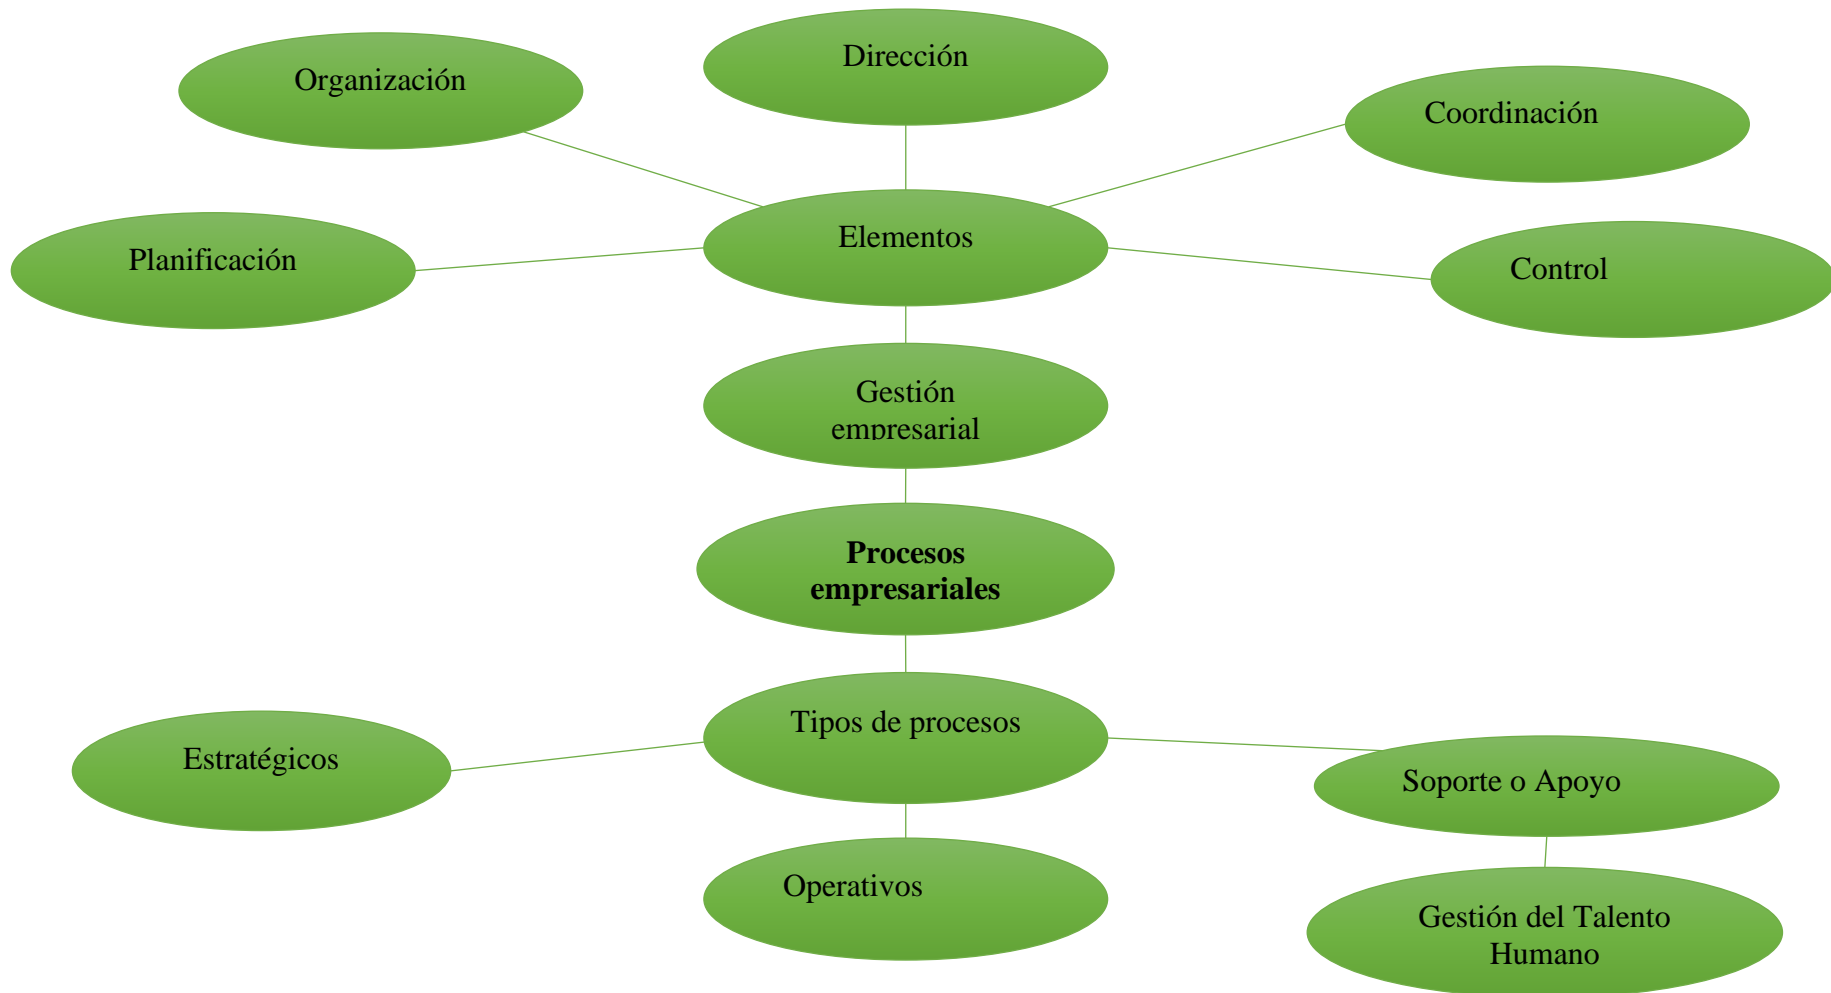 Dirección
Organización
Coordinación
Elementos
Planificación
Control
Gestión
empresarial
Procesos
empresariales
Tipos de procesos
Estratégicos
Soporte o Apoyo
Operativos
Gestión del Talento
Humano